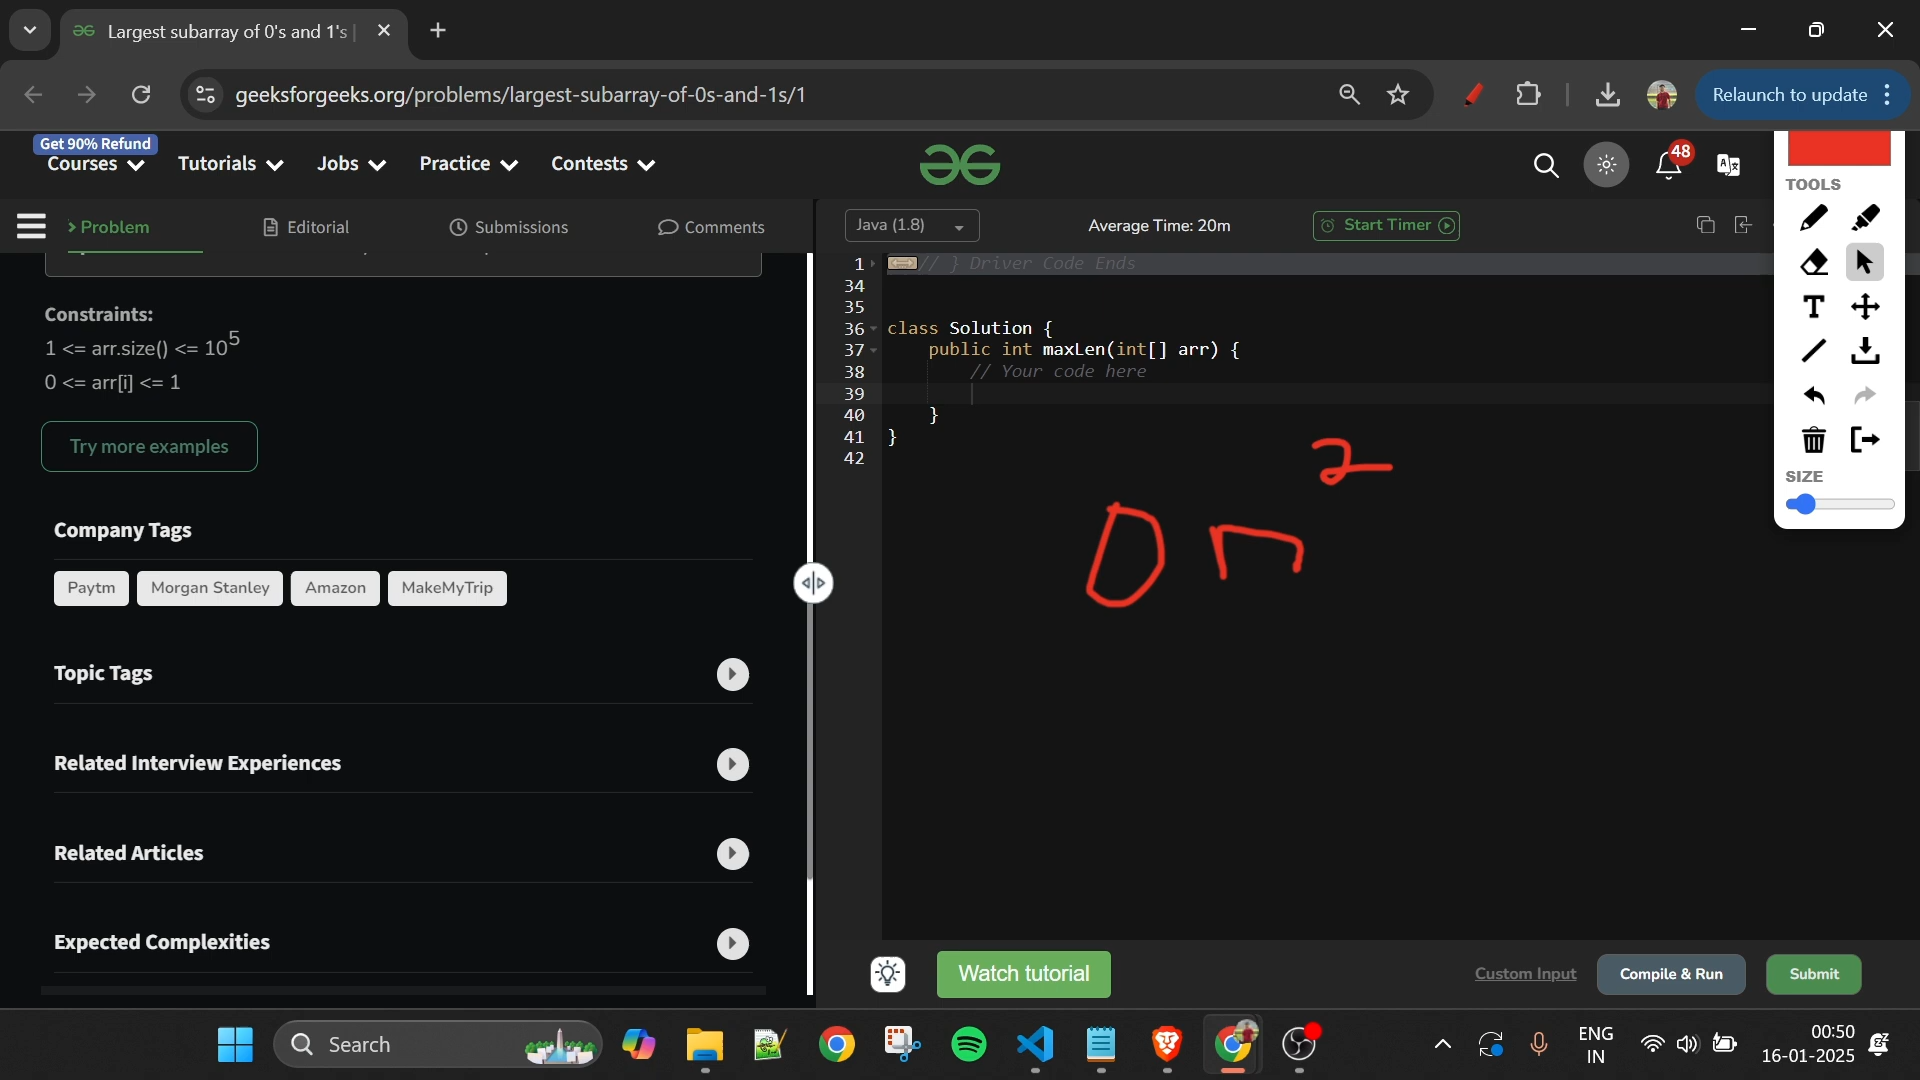 Largest subarray of 0's and 1's |
geeksforgeeks.org/problems/largest-subarray-of-0s-and-1s/1
Relaunch to update
Get 90% Refund
Courses
Tutorials
Jobs
Practice
Contests
48
TOOLS
SIZE
Problem
Editorial
Submissions
Comments
Java (1.8)
Average Time: 20m
Start Timer
Constraints:
1 <= arr.size() <= 10^5
0 <= arr[i] <= 1
Try more examples
Company Tags
Paytm
Morgan Stanley
Amazon
MakeMyTrip
Topic Tags
Related Interview Experiences
Related Articles
Expected Complexities
1 // } Driver Code Ends
34
35
36 class Solution {
37 public int maxLen(int[] arr) {
38 // Your code here
39
40 }
41 }
42
O n 2
Watch tutorial
Custom Input
Compile & Run
Submit
Search
ENG
IN
00:50
16-01-2025